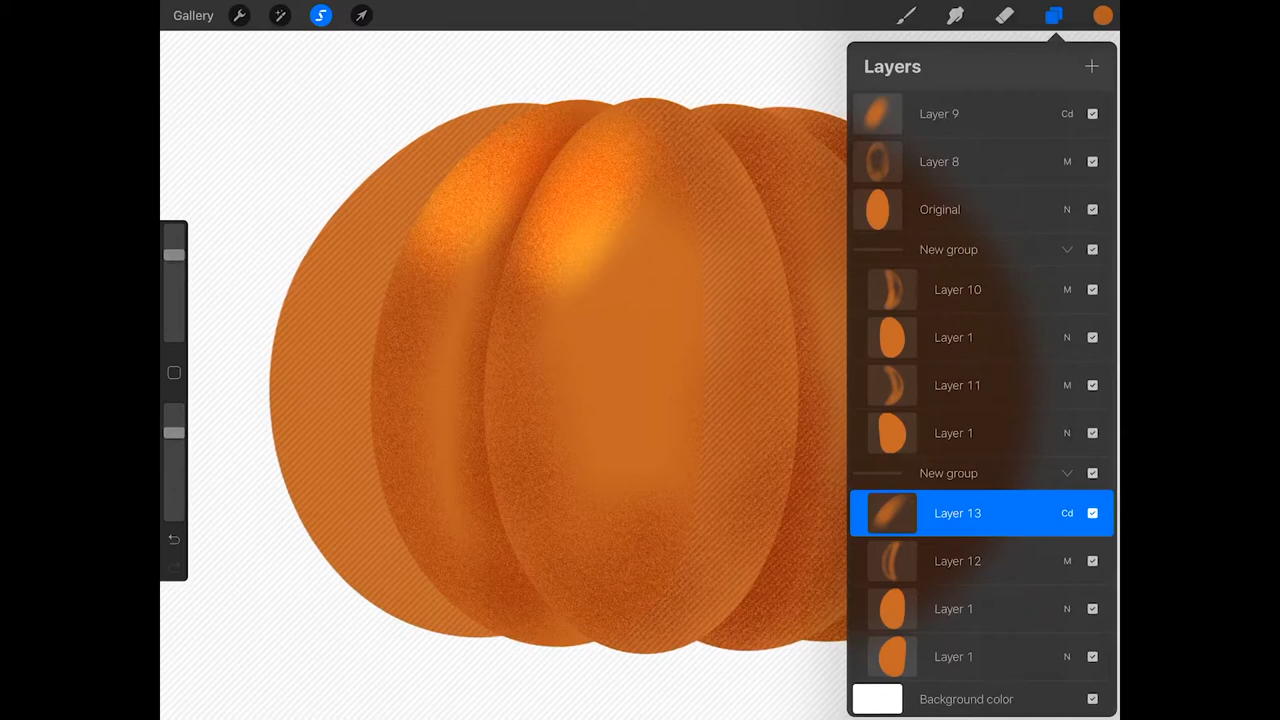 Gallery
Layers
Layer 9 Cd
Layer 8 M
Original N
New group
Layer 10 M
Layer 1 N
Layer 11 M
Layer 1 N
New group
Layer 13 Cd
Layer 12 M
Layer 1 N
Layer 1 N
Background color